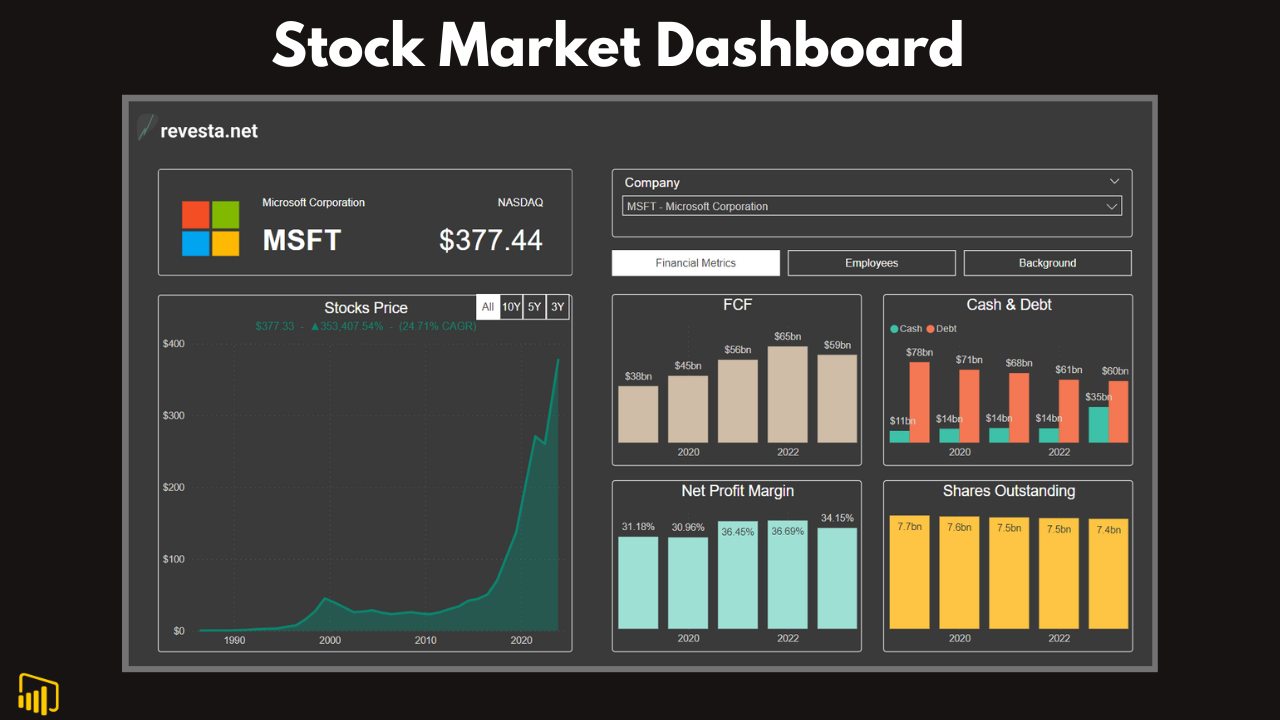 Stock Market Dashboard
revesta.net
Microsoft Corporation NASDAQ
MSFT $377.44
Company
MSFT - Microsoft Corporation
Financial Metrics Employees Background
Stocks Price
All 10Y 5Y 3Y
$377.33 - ▲353,407.54% - (24.71% CAGR)
$400
$300
$200
$100
$0
1990 2000 2010 2020
FCF
$38bn $45bn $56bn $65bn $59bn
2020 2022
Cash & Debt
Cash Debt
$78bn $71bn $68bn $61bn $60bn
$11bn $14bn $14bn $14bn $35bn
2020 2022
Net Profit Margin
31.18% 30.96% 36.45% 36.69% 34.15%
2020 2022
Shares Outstanding
7.7bn 7.6bn 7.5bn 7.5bn 7.4bn
2020 2022